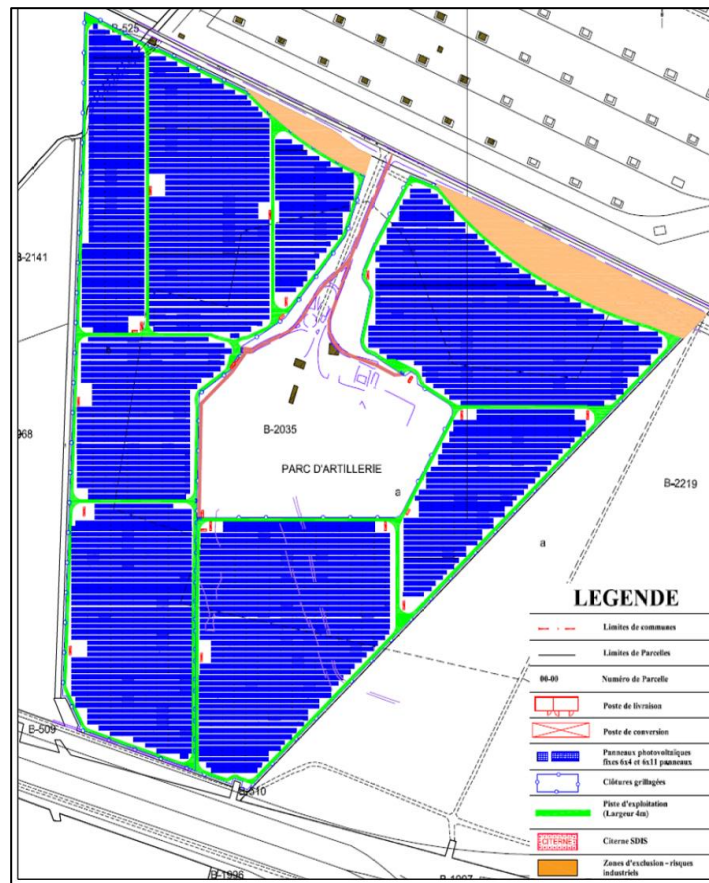 B-525
B-2141
968
B-2035
PARC D'ARTILLERIE
a
B-2219
a
B-509
B-510
B-1996
B-1997
LEGENDE
Limites de communes
Limites de Parcelles
00-00
Numéro de Parcelle
Poste de livraison
Poste de conversion
Panneaux photovoltaïques
fixes 6x4 et 6x11 panneaux
Clôtures grillagées
Piste d'exploitation
(Largeur 4m)
CITERNE
Citerne SDIS
Zones d'exclusion - risques
industriels